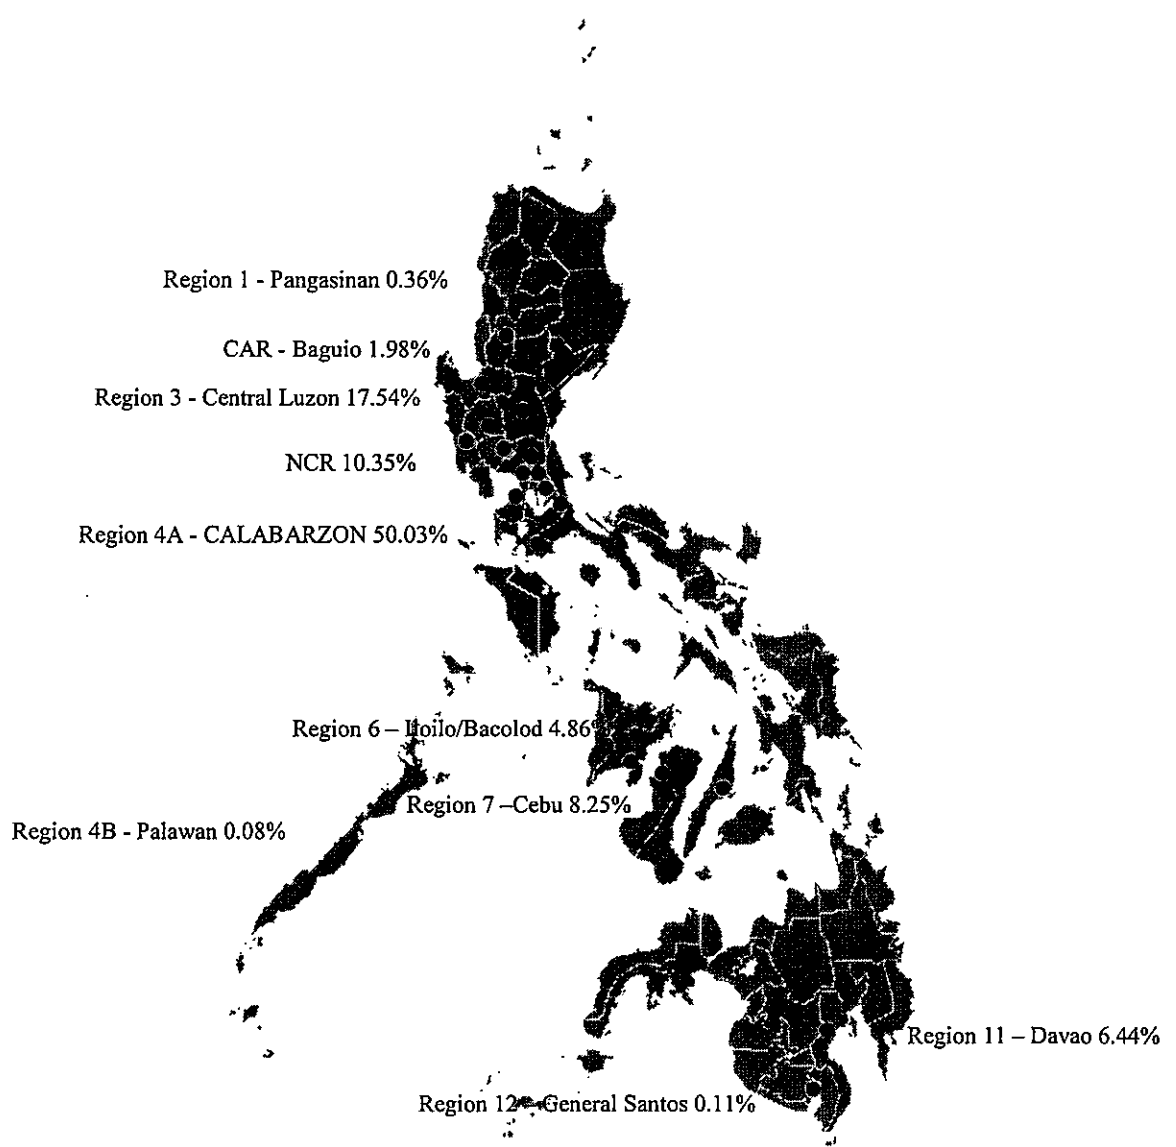 Region 1 - Pangasinan 0.36%
CAR - Baguio 1.98%
Region 3 - Central Luzon 17.54%
NCR 10.35%
Region 4A - CALABARZON 50.03%
Region 6 – Iloilo/Bacolod 4.86%
Region 7 –Cebu 8.25%
Region 4B - Palawan 0.08%
Region 11 – Davao 6.44%
Region 12 – General Santos 0.11%